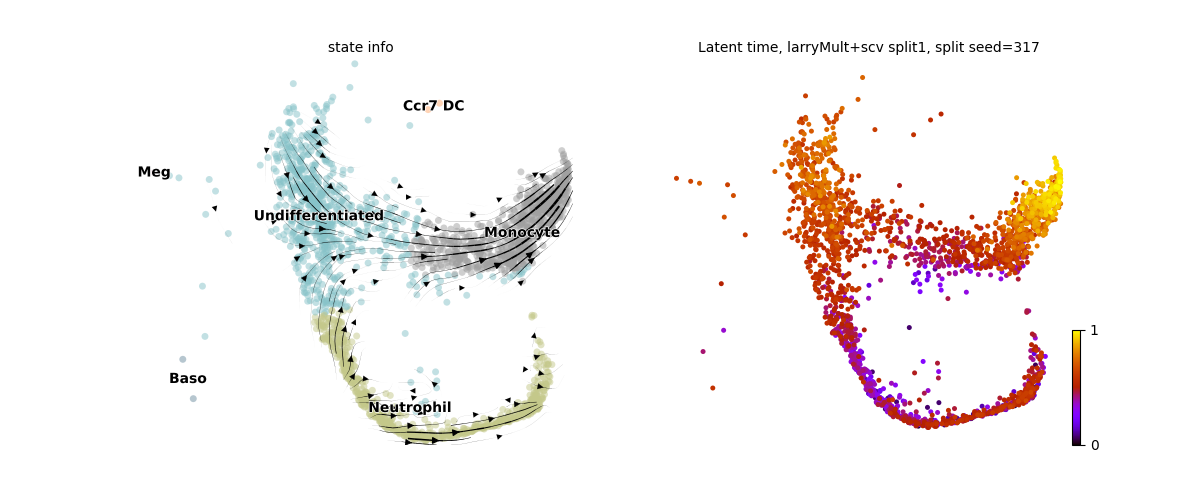 state info
Latent time, larryMult+scv split1, split seed=317
Ccr7 DC
Meg
Undifferentiated
Monocyte
Baso
Neutrophil
1
0